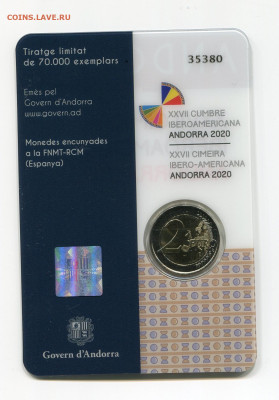 COINS.LAVE.RU
Tiratge limitat
de 70.000 exemplars
Emès pel
Govern d'Andorra
www.govern.ad
Monedes encunyades
a la FNMT-RCM
(Espanya)
Govern d'Andorra
35380
XXVII CUMBRE
IBEROAMERICANA
ANDORRA 2020
XXVII CIMEIRA
IBERO-AMERICANA
ANDORRA 2020
2